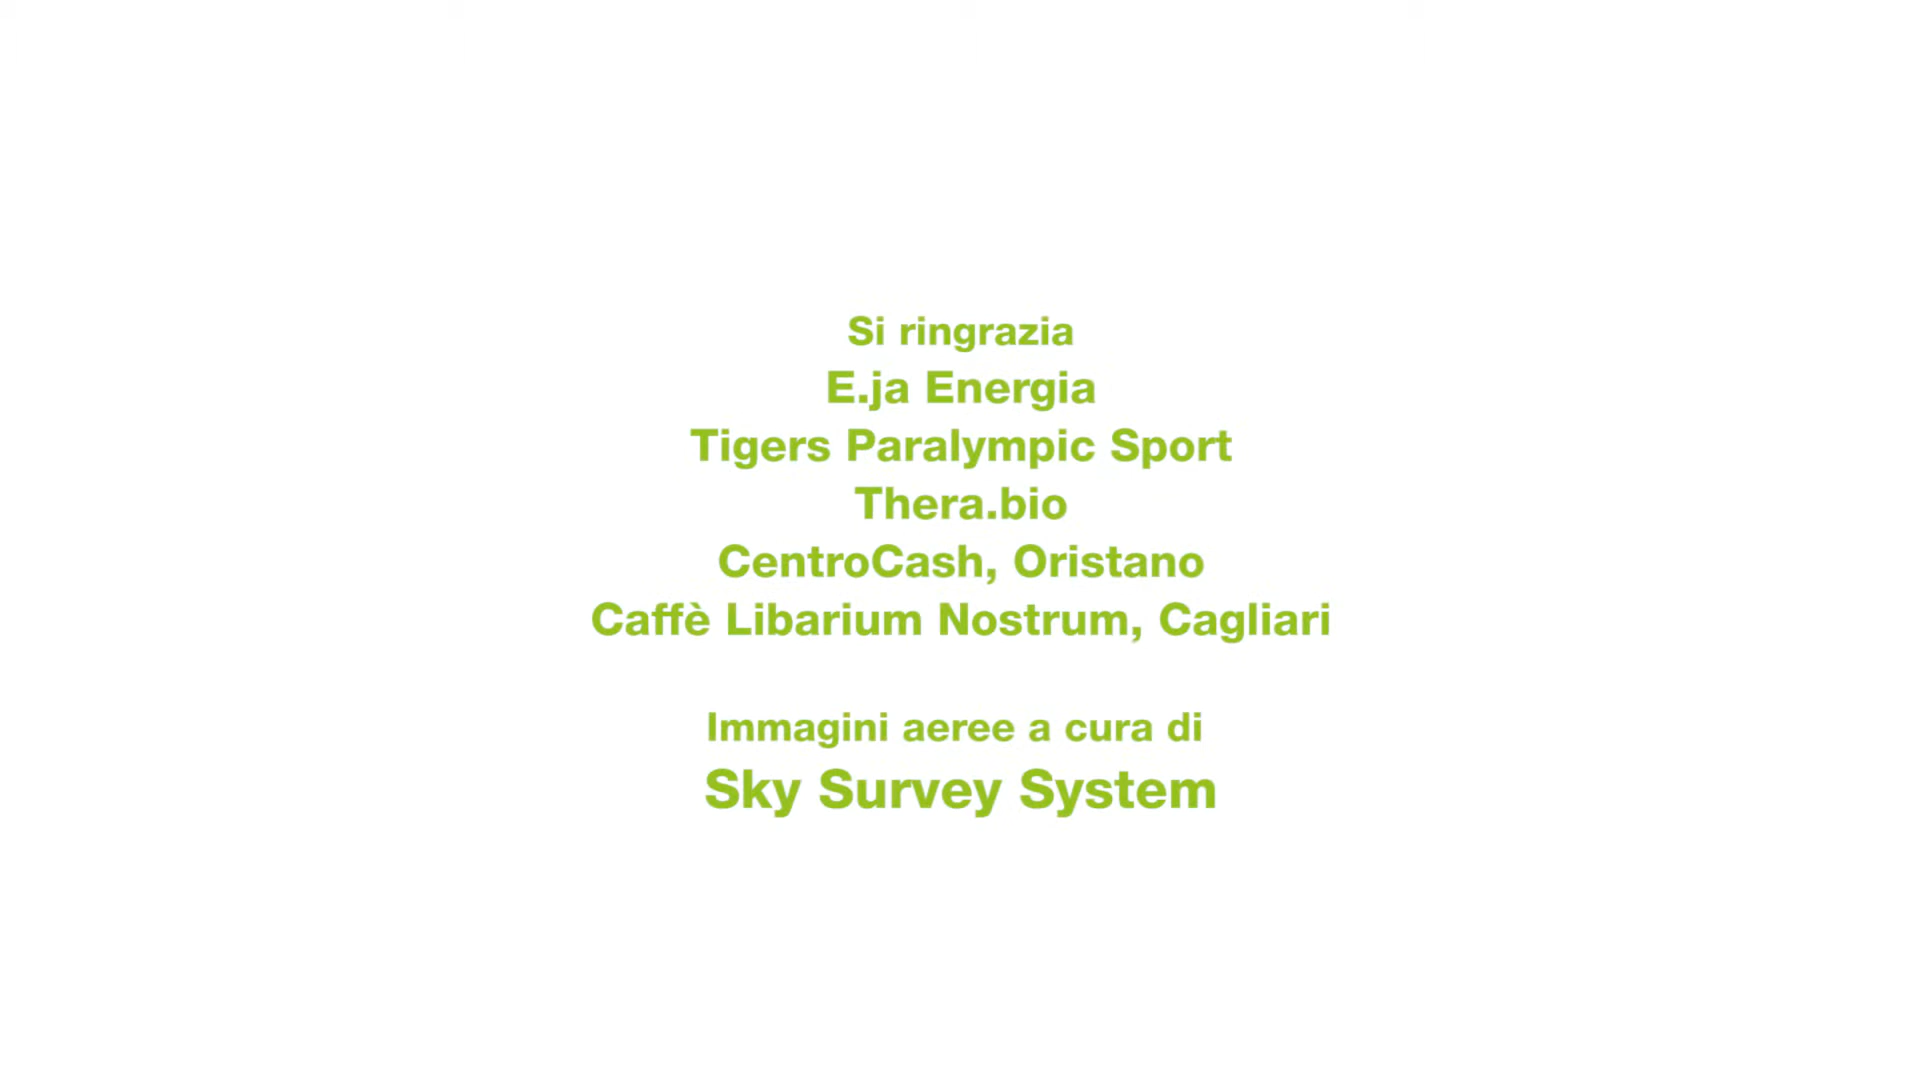 Si ringrazia
E.ja Energia
Tigers Paralympic Sport
Thera.bio
CentroCash, Oristano
Caffè Libarium Nostrum, Cagliari
Immagini aeree a cura di
Sky Survey System